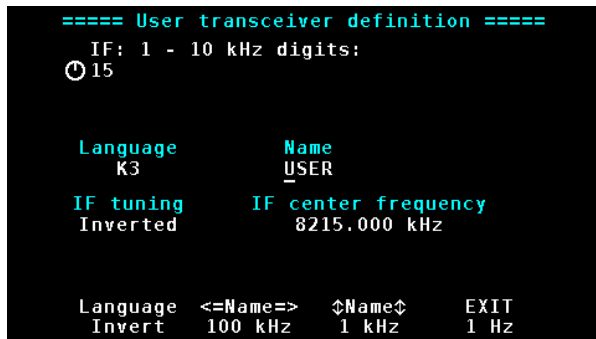 ===== User transceiver definition =====
IF: 1 - 10 kHz digits:
15
Language Name
K3 USER
IF tuning IF center frequency
Inverted 8215.000 kHz
Language <=Name=> ↕Name↕ EXIT
Invert 100 kHz 1 kHz 1 Hz